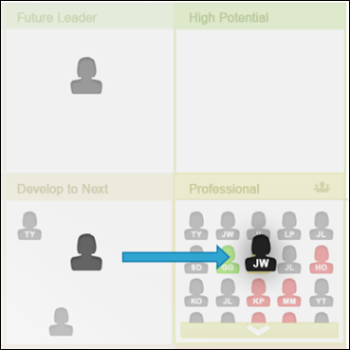 Future Leader
High Potential
Develop to Next
Professional
TY
TY JW LP JL
SD GG JW JL HO
KO JL KP MM YT